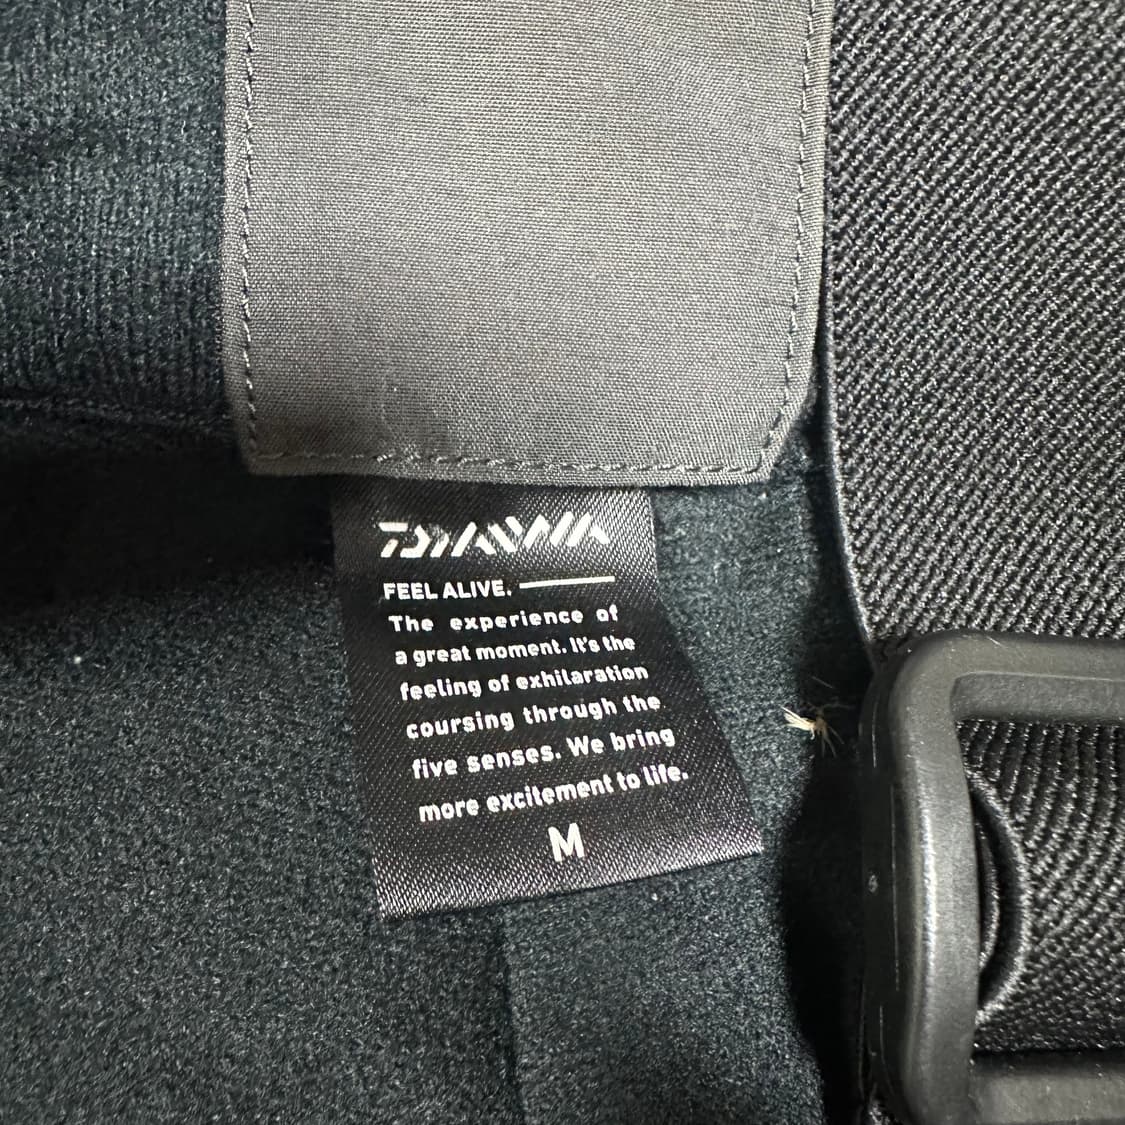 DAIWA
FEEL ALIVE.
The experience of
a great moment. It's the
feeling of exhilaration
coursing through the
five senses. We bring
more excitement to life.
M